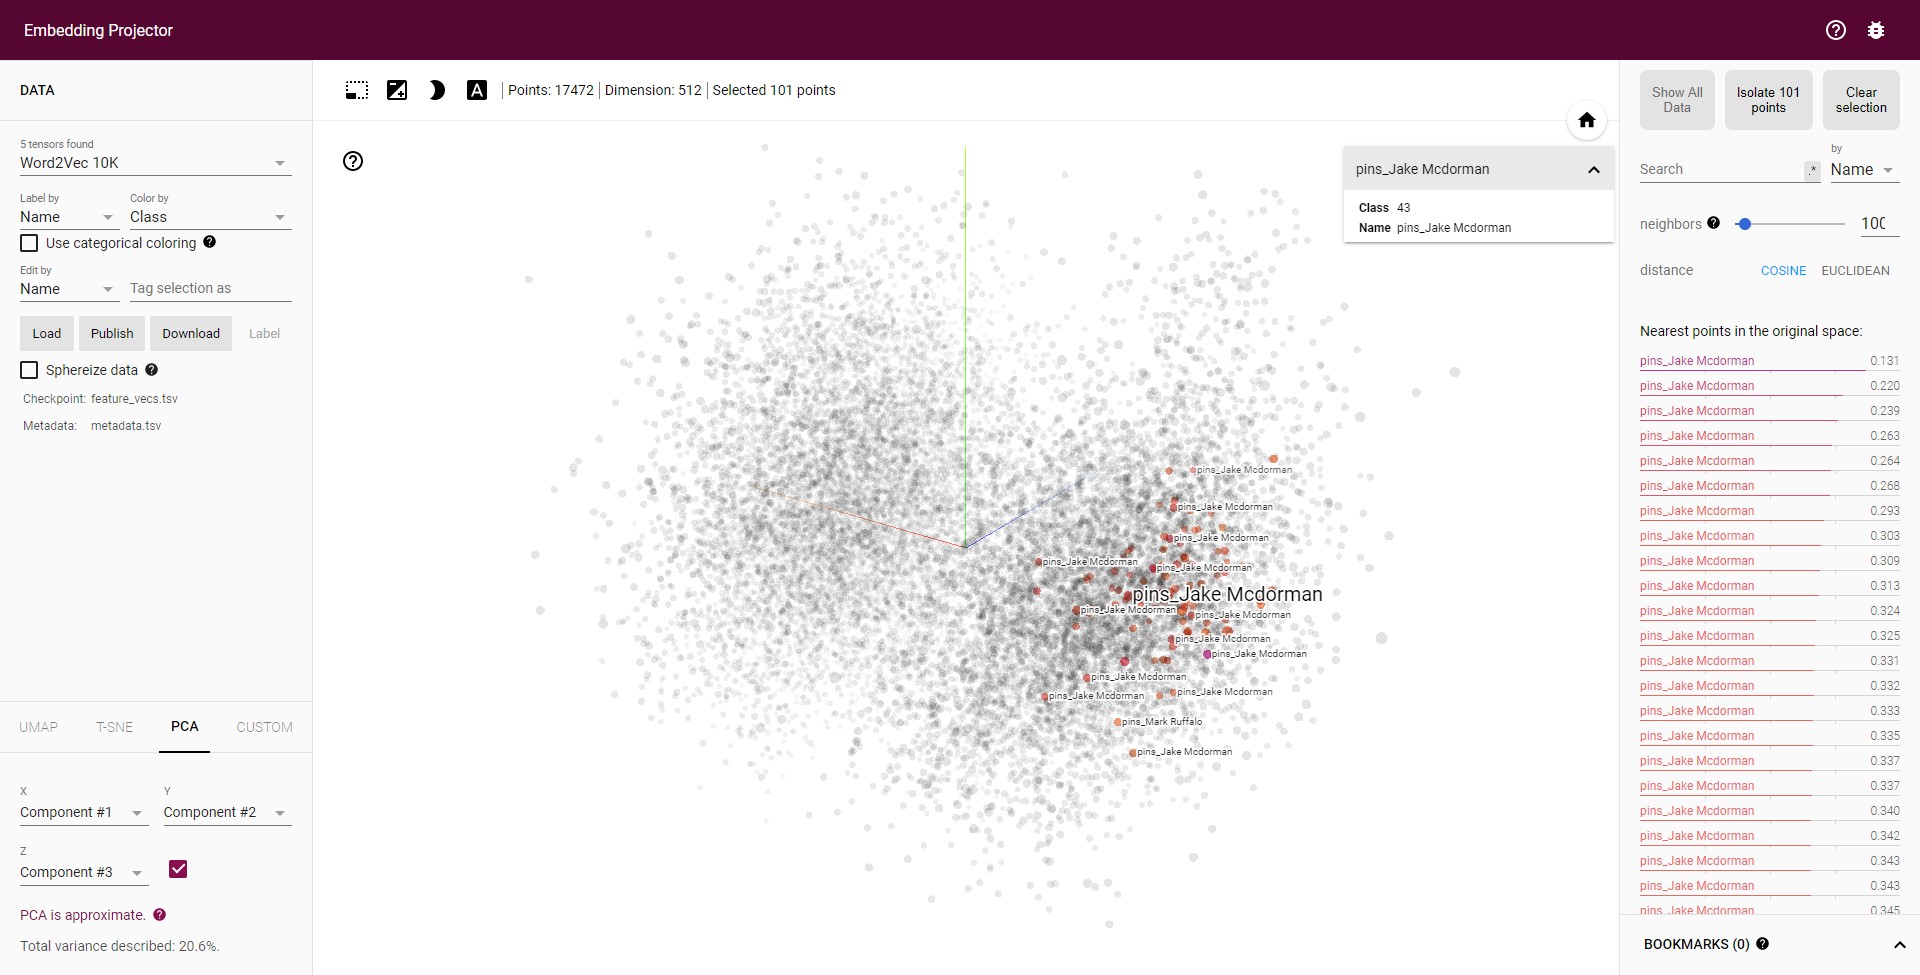 Embedding Projector
DATA
5 tensors found
Word2Vec 10K
Label by
Name
Color by
Class
Use categorical coloring
Edit by
Name
Tag selection as
Load
Publish
Download
Label
Sphereize data
Checkpoint: feature_vecs.tsv
Metadata: metadata.tsv
UMAP
T-SNE
PCA
CUSTOM
X
Component #1
Y
Component #2
Z
Component #3
PCA is approximate.
Total variance described: 20.6%.
A
Points: 17472 | Dimension: 512 | Selected 101 points
pins_Jake Mcdorman
Class 43
Name pins_Jake Mcdorman
pins_Jake Mcdorman
pins_Jake Mcdorman
pins_Jake Mcdorman
pins_Jake Mcdorman
pins_Jake Mcdorman
pins_Jake Mcdorman
pins_Jake Mcdorman
pins_Jake Mcdorman
pins_Jake Mcdorman
pins_Jake Mcdorman
pins_Jake Mcdorman
pins_Jake Mcdorman
pins_Jake Mcdorman
pins_Mark Ruffalo
pins_Jake Mcdorman
Show All Data
Isolate 101 points
Clear selection
Search
.*
by
Name
neighbors
100
distance
COSINE
EUCLIDEAN
Nearest points in the original space:
pins_Jake Mcdorman 0.131
pins_Jake Mcdorman 0.220
pins_Jake Mcdorman 0.239
pins_Jake Mcdorman 0.263
pins_Jake Mcdorman 0.264
pins_Jake Mcdorman 0.268
pins_Jake Mcdorman 0.293
pins_Jake Mcdorman 0.303
pins_Jake Mcdorman 0.309
pins_Jake Mcdorman 0.313
pins_Jake Mcdorman 0.324
pins_Jake Mcdorman 0.325
pins_Jake Mcdorman 0.331
pins_Jake Mcdorman 0.332
pins_Jake Mcdorman 0.333
pins_Jake Mcdorman 0.335
pins_Jake Mcdorman 0.337
pins_Jake Mcdorman 0.337
pins_Jake Mcdorman 0.340
pins_Jake Mcdorman 0.342
pins_Jake Mcdorman 0.343
pins_Jake Mcdorman 0.343
pins_Jake Mcdorman 0.345
BOOKMARKS (0)